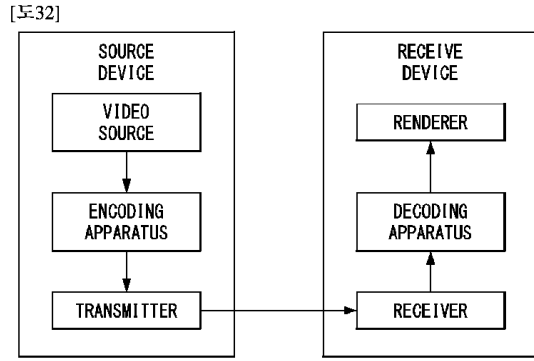 [도32]
SOURCE
DEVICE
VIDEO
SOURCE
ENCODING
APPARATUS
TRANSMITTER
RECEIVE
DEVICE
RENDERER
DECODING
APPARATUS
RECEIVER